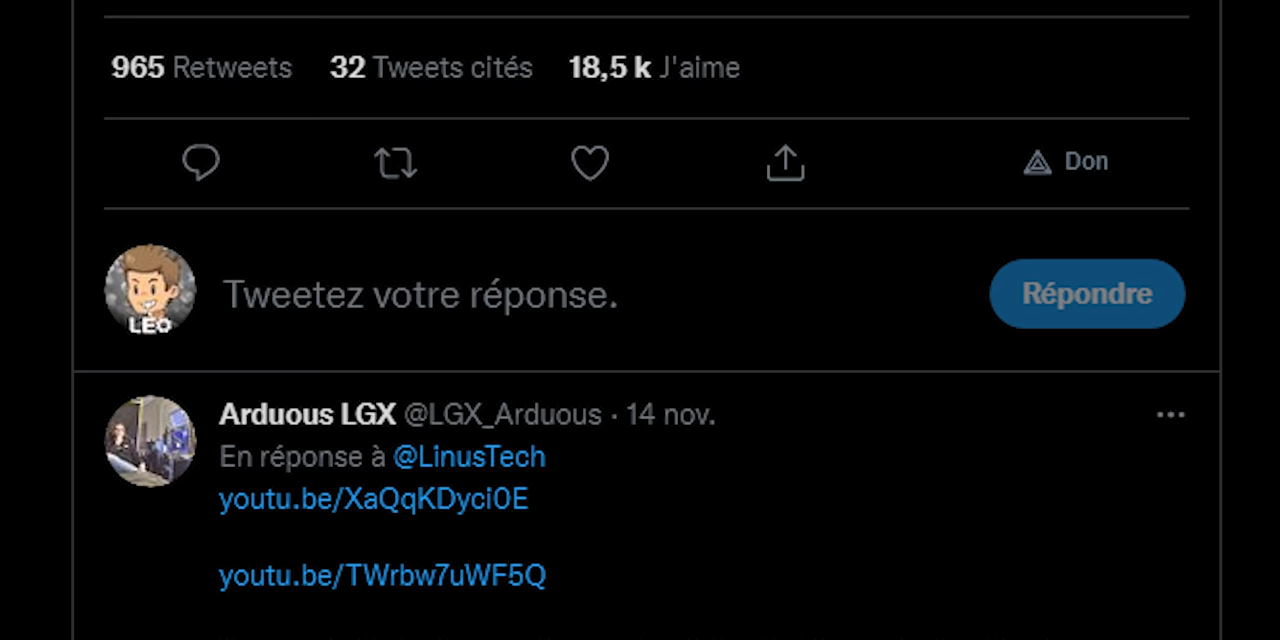 965 Retweets 32 Tweets cités 18,5 k J'aime
Don
LEO
Tweetez votre réponse.
Répondre
Arduous LGX @LGX_Arduous · 14 nov.
En réponse à @LinusTech
youtu.be/XaQqKDyci0E
youtu.be/TWrbw7uWF5Q